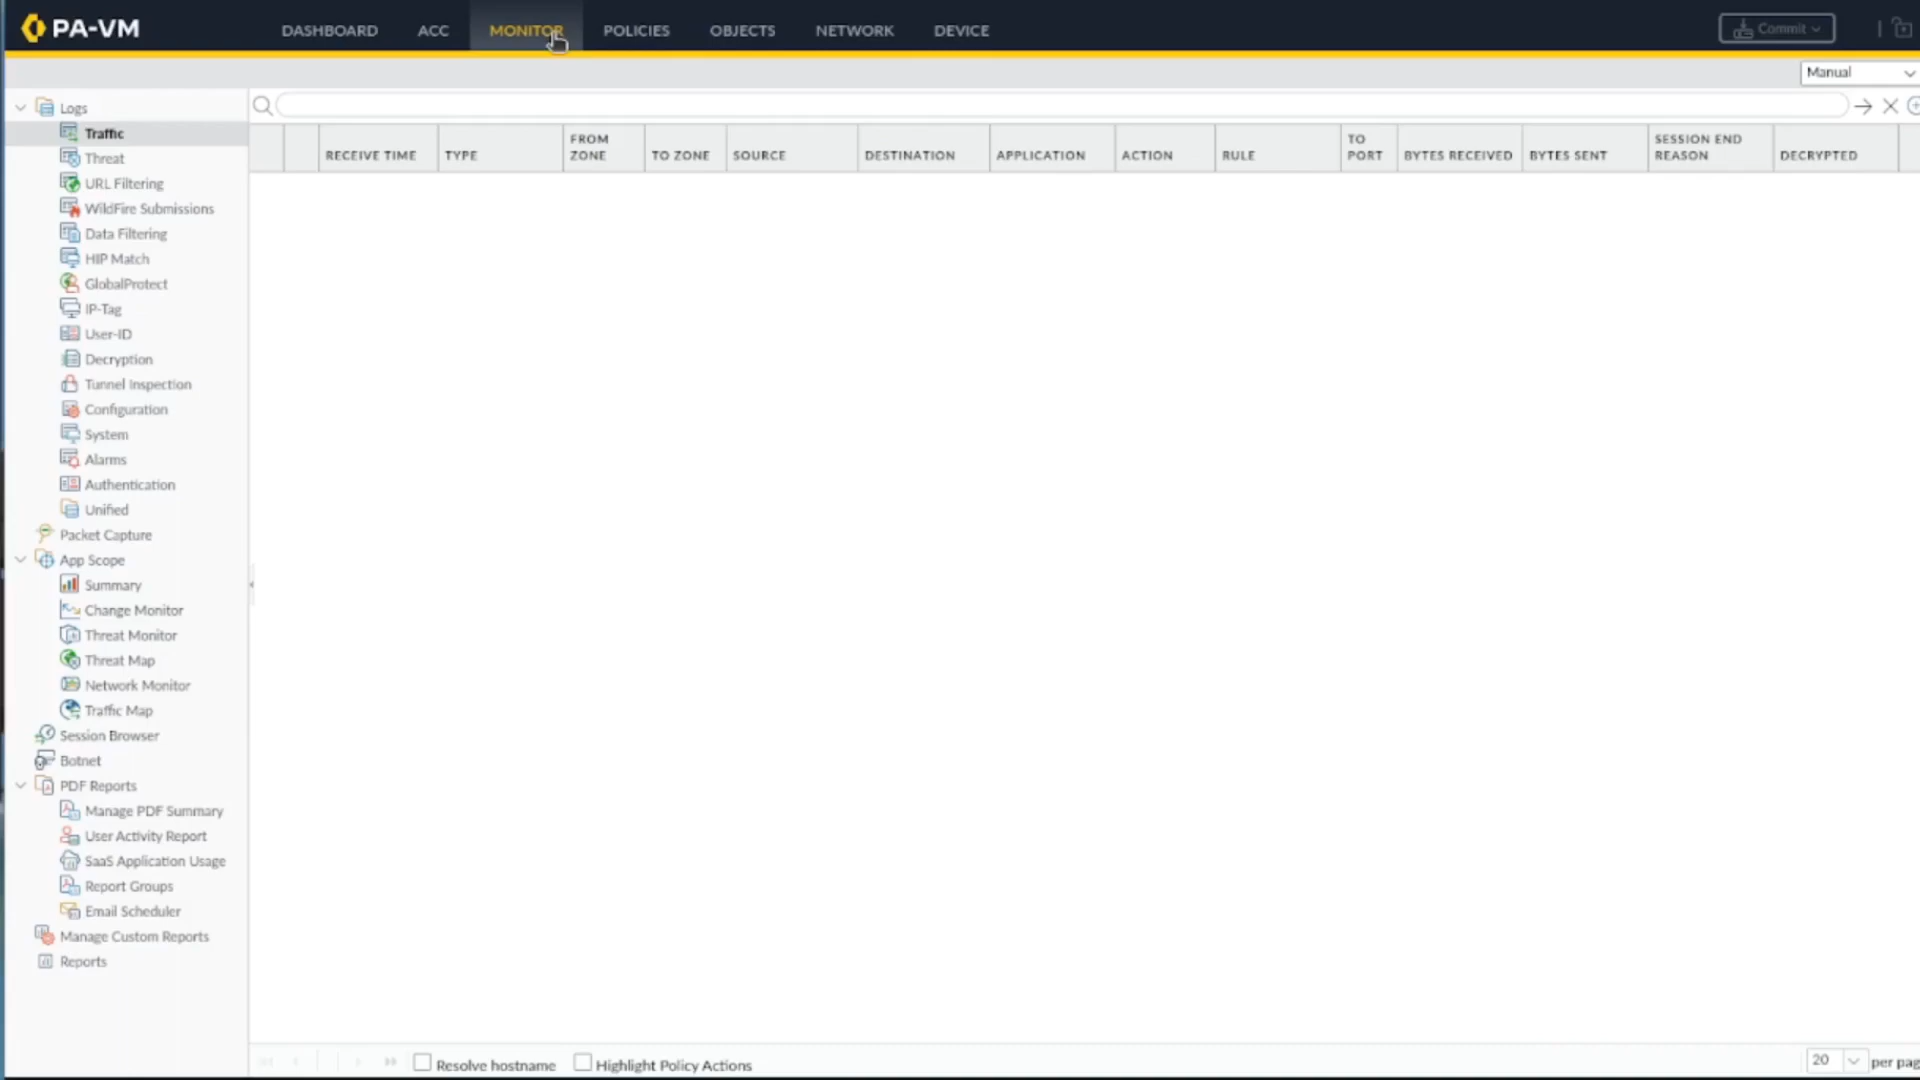 PA-VM
DASHBOARD ACC MONITOR POLICIES OBJECTS NETWORK DEVICE
Commit
Manual
Logs
Traffic
Threat
URL Filtering
WildFire Submissions
Data Filtering
HIP Match
GlobalProtect
IP-Tag
User-ID
Decryption
Tunnel Inspection
Configuration
System
Alarms
Authentication
Unified
Packet Capture
App Scope
Summary
Change Monitor
Threat Monitor
Threat Map
Network Monitor
Traffic Map
Session Browser
Botnet
PDF Reports
Manage PDF Summary
User Activity Report
SaaS Application Usage
Report Groups
Email Scheduler
Manage Custom Reports
Reports
RECEIVE TIME
TYPE
FROM
ZONE
TO ZONE
SOURCE
DESTINATION
APPLICATION
ACTION
RULE
TO
PORT
BYTES RECEIVED
BYTES SENT
SESSION END
REASON
DECRYPTED
Resolve hostname
Highlight Policy Actions
20 per pag